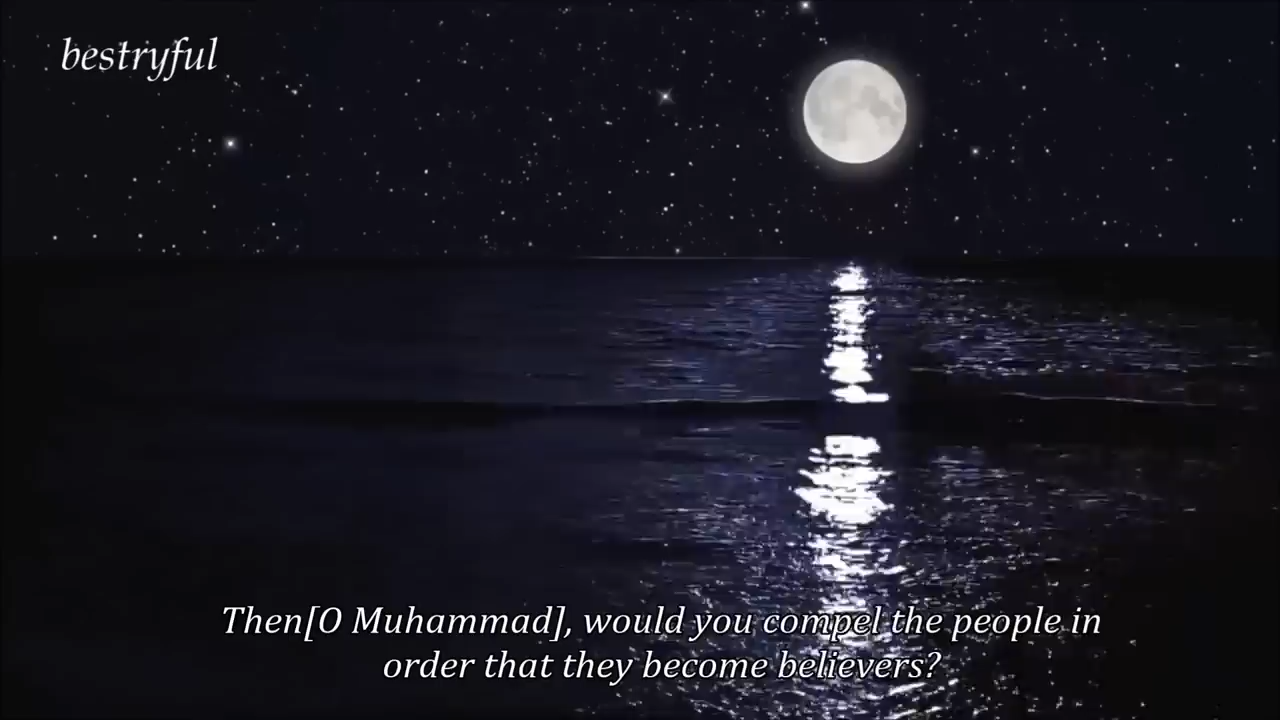 bestryful
Then[O Muhammad], would you compel the people in
order that they become believers?